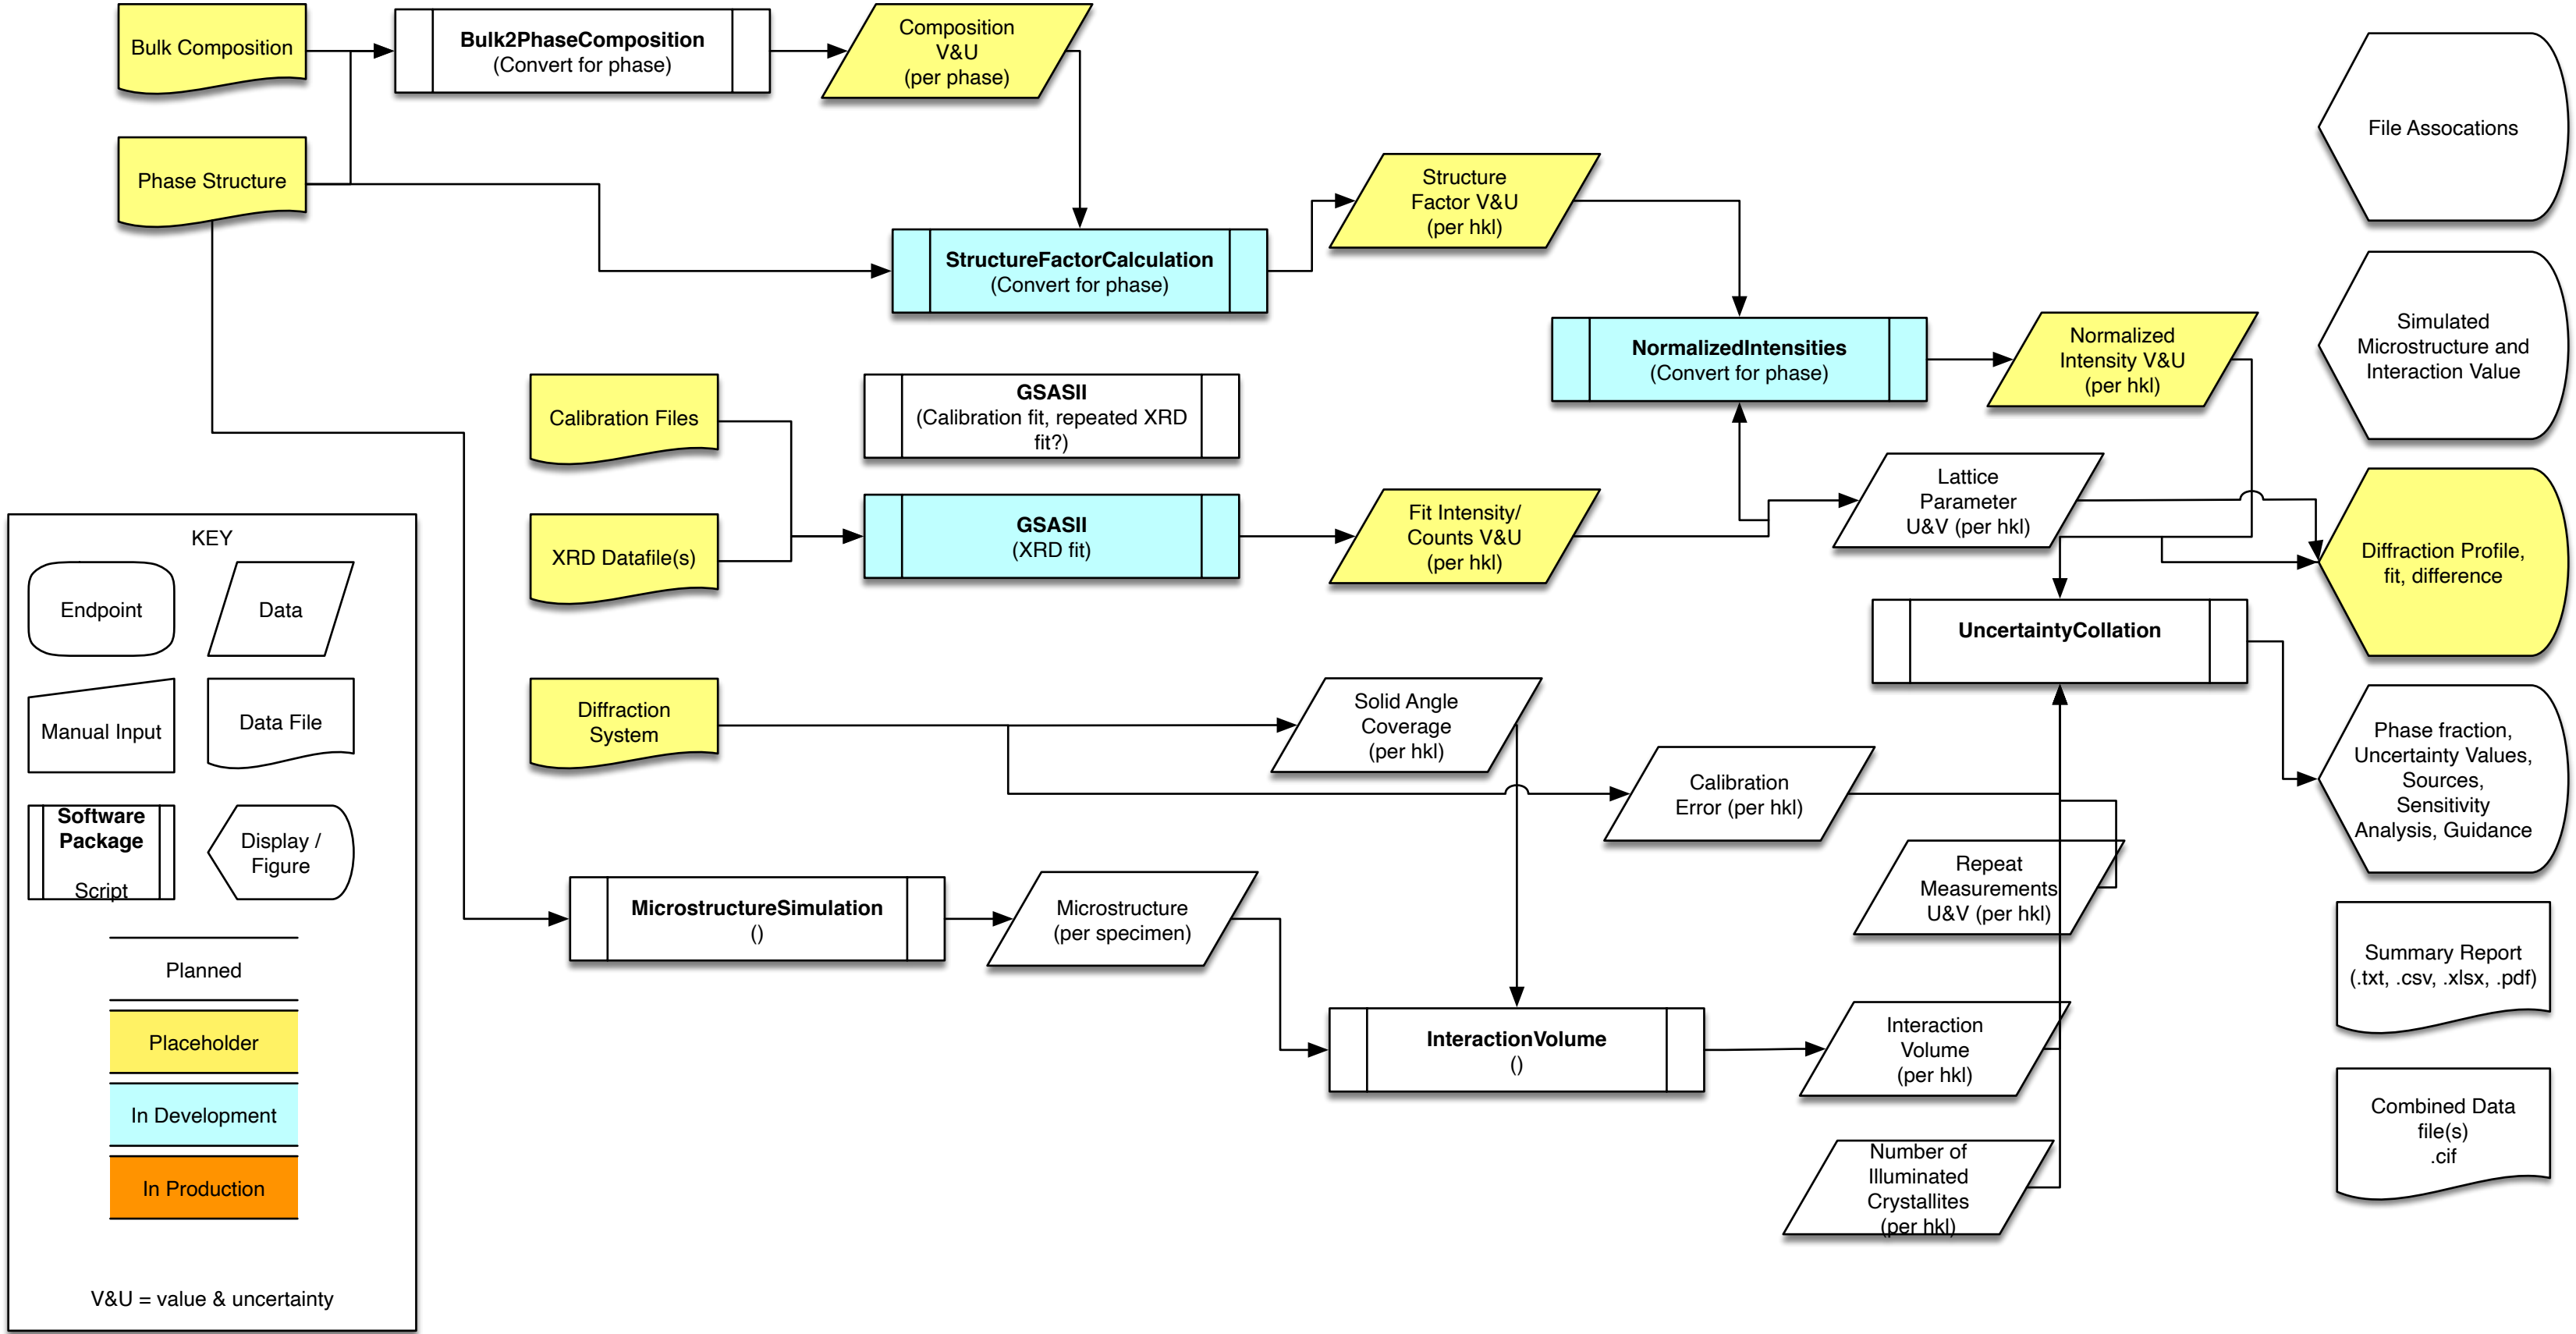 Bulk Composition
Bulk2PhaseComposition
(Convert for phase)
Composition
V&U
(per phase)
File Assocations
Phase Structure
Structure
Factor V&U
(per hkl)
StructureFactorCalculation
(Convert for phase)
Simulated
Microstructure and
Interaction Value
NormalizedIntensities
(Convert for phase)
Normalized
Intensity V&U
(per hkl)
Calibration Files
GSASII
(Calibration fit, repeated XRD
fit?)
Lattice
Parameter
U&V (per hkl)
XRD Datafile(s)
GSASII
(XRD fit)
Fit Intensity/
Counts V&U
(per hkl)
Diffraction Profile,
fit, difference
UncertaintyCollation
Diffraction
System
Solid Angle
Coverage
(per hkl)
Calibration
Error (per hkl)
Phase fraction,
Uncertainty Values,
Sources,
Sensitivity
Analysis, Guidance
Repeat
Measurements
U&V (per hkl)
MicrostructureSimulation
()
Microstructure
(per specimen)
Summary Report
(.txt, .csv, .xlsx, .pdf)
InteractionVolume
()
Interaction
Volume
(per hkl)
Combined Data
file(s)
.cif
Number of
Illuminated
Crystallites
(per hkl)
KEY
Endpoint
Data
Manual Input
Data File
Software
Package
Script
Display /
Figure
Planned
Placeholder
In Development
In Production
V&U = value & uncertainty